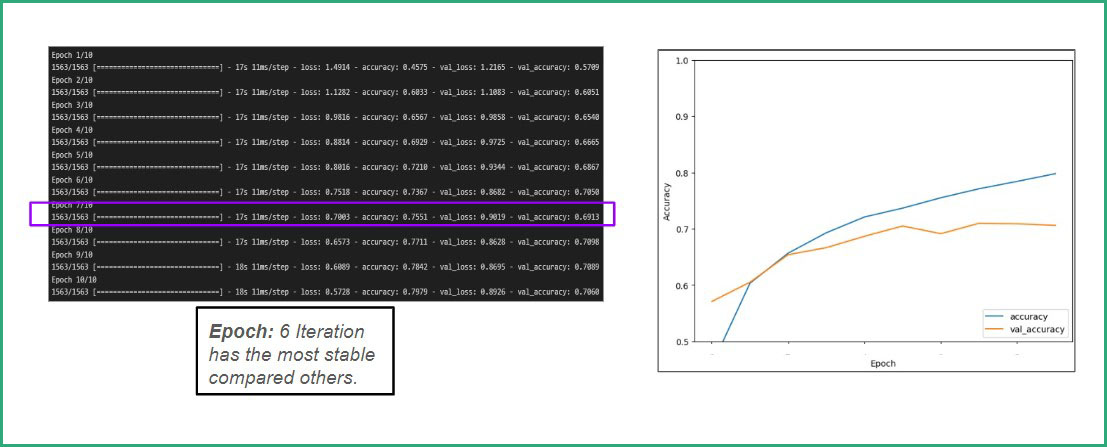 Epoch 1/10
1563/1563 [==============================] - 17s 11ms/step - loss: 1.4914 - accuracy: 0.4575 - val_loss: 1.2165 - val_accuracy: 0.5709
Epoch 2/10
1563/1563 [==============================] - 17s 11ms/step - loss: 1.1282 - accuracy: 0.6033 - val_loss: 1.1083 - val_accuracy: 0.6051
Epoch 3/10
1563/1563 [==============================] - 17s 11ms/step - loss: 0.9816 - accuracy: 0.6567 - val_loss: 0.9858 - val_accuracy: 0.6540
Epoch 4/10
1563/1563 [==============================] - 17s 11ms/step - loss: 0.8814 - accuracy: 0.6929 - val_loss: 0.9725 - val_accuracy: 0.6665
Epoch 5/10
1563/1563 [==============================] - 17s 11ms/step - loss: 0.8016 - accuracy: 0.7210 - val_loss: 0.9344 - val_accuracy: 0.6867
Epoch 6/10
1563/1563 [==============================] - 17s 11ms/step - loss: 0.7518 - accuracy: 0.7367 - val_loss: 0.8682 - val_accuracy: 0.7050
Epoch 7/10
1563/1563 [==============================] - 17s 11ms/step - loss: 0.7003 - accuracy: 0.7551 - val_loss: 0.9019 - val_accuracy: 0.6913
Epoch 8/10
1563/1563 [==============================] - 17s 11ms/step - loss: 0.6573 - accuracy: 0.7711 - val_loss: 0.8628 - val_accuracy: 0.7098
Epoch 9/10
1563/1563 [==============================] - 18s 11ms/step - loss: 0.6089 - accuracy: 0.7842 - val_loss: 0.8695 - val_accuracy: 0.7089
Epoch 10/10
1563/1563 [==============================] - 18s 11ms/step - loss: 0.5728 - accuracy: 0.7979 - val_loss: 0.8926 - val_accuracy: 0.7060
Epoch: 6 Iteration
has the most stable
compared others.
1.0
0.9
0.8
0.7
0.6
0.5
Accuracy
Epoch
accuracy
val_accuracy